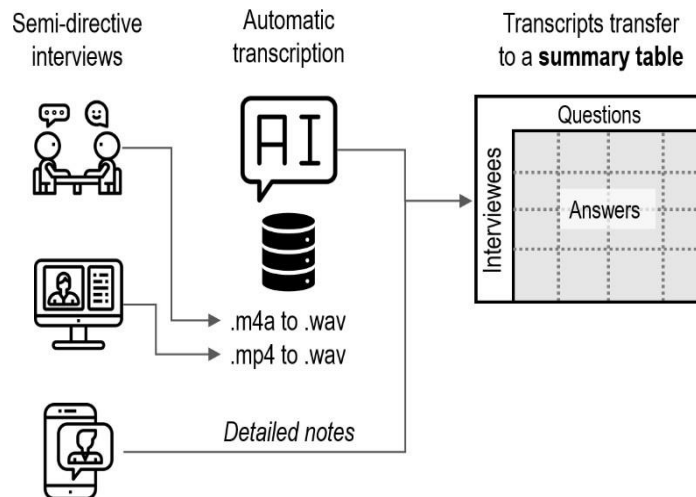 Semi-directive
interviews
Automatic
transcription
Transcripts transfer
to a summary table
AI
Questions
Interviewees
Answers
.m4a to .wav
.mp4 to .wav
Detailed notes